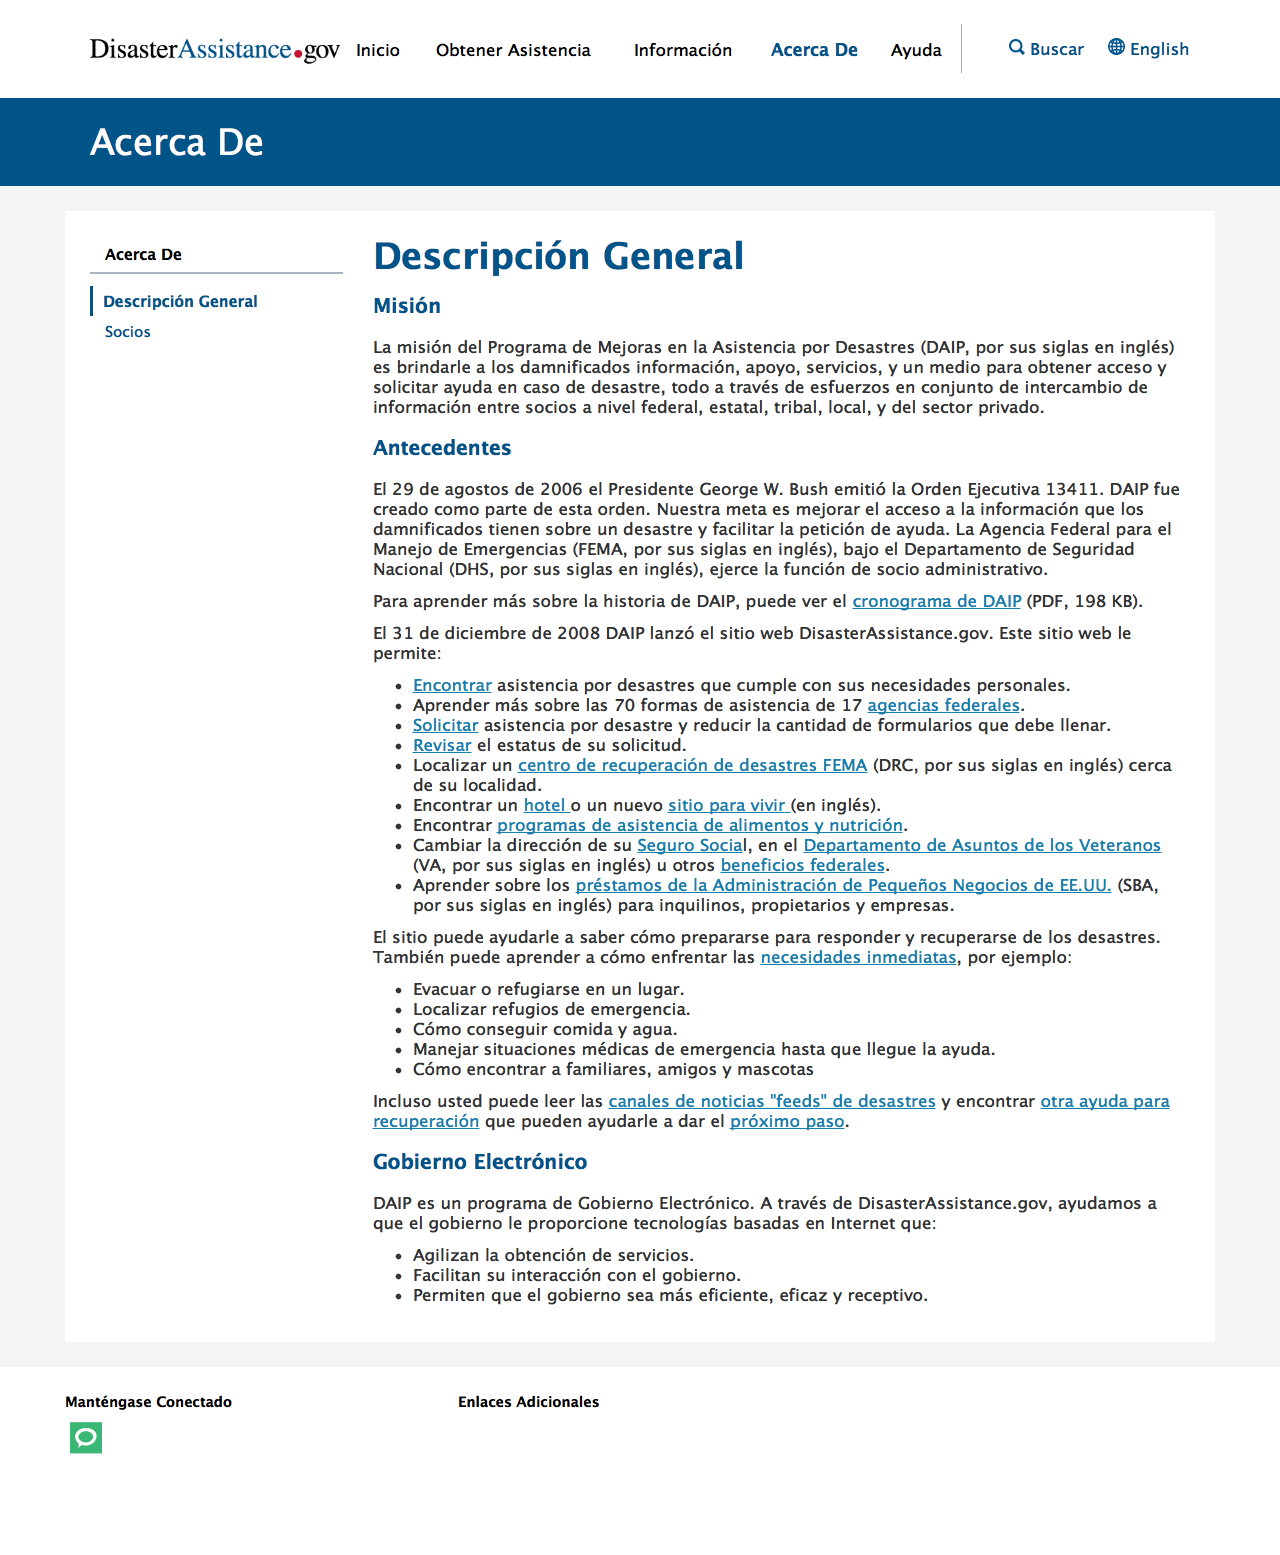 DisasterAssistance.gov Inicio Obtener Asistencia Información Acerca De Ayuda Buscar English
Acerca De
Acerca De
Descripción General
Socios
Descripción General
Misión
La misión del Programa de Mejoras en la Asistencia por Desastres (DAIP, por sus siglas en inglés)
es brindarle a los damnificados información, apoyo, servicios, y un medio para obtener acceso y
solicitar ayuda en caso de desastre, todo a través de esfuerzos en conjunto de intercambio de
información entre socios a nivel federal, estatal, tribal, local, y del sector privado.
Antecedentes
El 29 de agostos de 2006 el Presidente George W. Bush emitió la Orden Ejecutiva 13411. DAIP fue
creado como parte de esta orden. Nuestra meta es mejorar el acceso a la información que los
damnificados tienen sobre un desastre y facilitar la petición de ayuda. La Agencia Federal para el
Manejo de Emergencias (FEMA, por sus siglas en inglés), bajo el Departamento de Seguridad
Nacional (DHS, por sus siglas en inglés), ejerce la función de socio administrativo.
Para aprender más sobre la historia de DAIP, puede ver el cronograma de DAIP (PDF, 198 KB).
El 31 de diciembre de 2008 DAIP lanzó el sitio web DisasterAssistance.gov. Este sitio web le
permite:
• Encontrar asistencia por desastres que cumple con sus necesidades personales.
• Aprender más sobre las 70 formas de asistencia de 17 agencias federales.
• Solicitar asistencia por desastre y reducir la cantidad de formularios que debe llenar.
• Revisar el estatus de su solicitud.
• Localizar un centro de recuperación de desastres FEMA (DRC, por sus siglas en inglés) cerca
de su localidad.
• Encontrar un hotel o un nuevo sitio para vivir (en inglés).
• Encontrar programas de asistencia de alimentos y nutrición.
• Cambiar la dirección de su Seguro Social, en el Departamento de Asuntos de los Veteranos
(VA, por sus siglas en inglés) u otros beneficios federales.
• Aprender sobre los préstamos de la Administración de Pequeños Negocios de EE.UU. (SBA,
por sus siglas en inglés) para inquilinos, propietarios y empresas.
El sitio puede ayudarle a saber cómo prepararse para responder y recuperarse de los desastres.
También puede aprender a cómo enfrentar las necesidades inmediatas, por ejemplo:
• Evacuar o refugiarse en un lugar.
• Localizar refugios de emergencia.
• Cómo conseguir comida y agua.
• Manejar situaciones médicas de emergencia hasta que llegue la ayuda.
• Cómo encontrar a familiares, amigos y mascotas
Incluso usted puede leer las canales de noticias "feeds" de desastres y encontrar otra ayuda para
recuperación que pueden ayudarle a dar el próximo paso.
Gobierno Electrónico
DAIP es un programa de Gobierno Electrónico. A través de DisasterAssistance.gov, ayudamos a
que el gobierno le proporcione tecnologías basadas en Internet que:
• Agilizan la obtención de servicios.
• Facilitan su interacción con el gobierno.
• Permiten que el gobierno sea más eficiente, eficaz y receptivo.
Manténgase Conectado Enlaces Adicionales